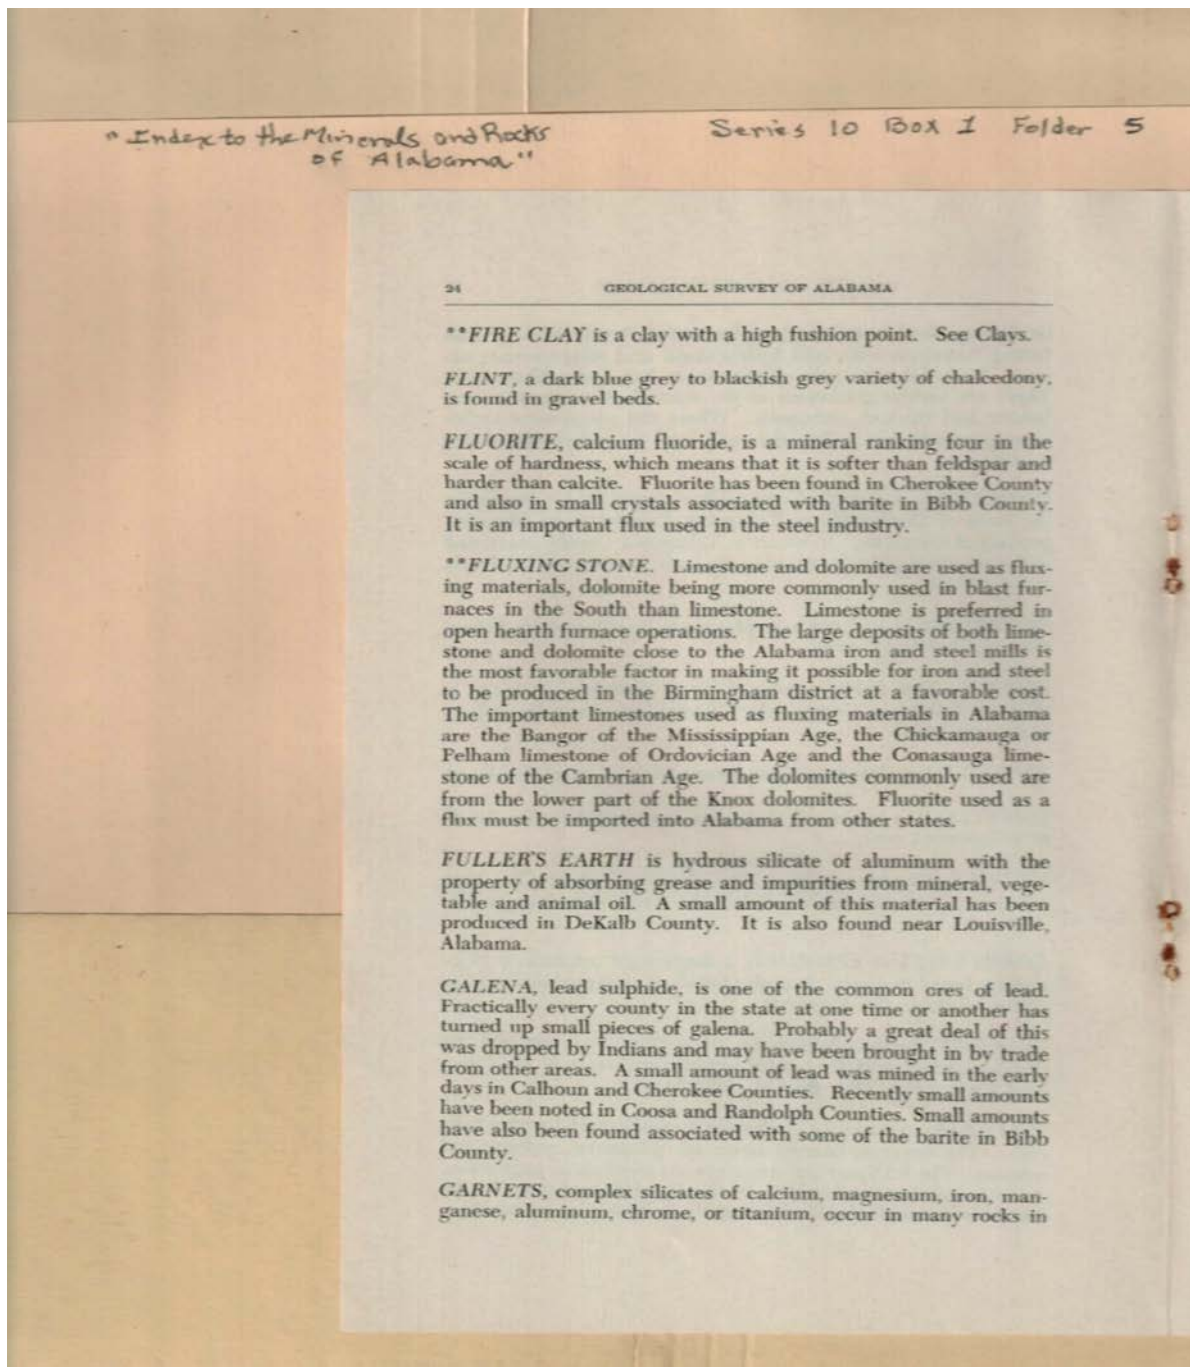 "Index to the Minerals and Rocks
of Alabama"
Series 10 Box 1 Folder 5
24 GEOLOGICAL SURVEY OF ALABAMA
**FIRE CLAY is a clay with a high fushion point. See Clays.
FLINT, a dark blue grey to blackish grey variety of chalcedony,
is found in gravel beds.
FLUORITE, calcium fluoride, is a mineral ranking four in the
scale of hardness, which means that it is softer than feldspar and
harder than calcite. Fluorite has been found in Cherokee County
and also in small crystals associated with barite in Bibb County.
It is an important flux used in the steel industry.
**FLUXING STONE. Limestone and dolomite are used as flux-
ing materials, dolomite being more commonly used in blast fur-
naces in the South than limestone. Limestone is preferred in
open hearth furnace operations. The large deposits of both lime-
stone and dolomite close to the Alabama iron and steel mills is
the most favorable factor in making it possible for iron and steel
to be produced in the Birmingham district at a favorable cost.
The important limestones used as fluxing materials in Alabama
are the Bangor of the Mississippian Age, the Chickamauga or
Pelham limestone of Ordovician Age and the Conasauga lime-
stone of the Cambrian Age. The dolomites commonly used are
from the lower part of the Knox dolomites. Fluorite used as a
flux must be imported into Alabama from other states.
FULLER'S EARTH is hydrous silicate of aluminum with the
property of absorbing grease and impurities from mineral, vege-
table and animal oil. A small amount of this material has been
produced in DeKalb County. It is also found near Louisville,
Alabama.
GALENA, lead sulphide, is one of the common ores of lead.
Practically every county in the state at one time or another has
turned up small pieces of galena. Probably a great deal of this
was dropped by Indians and may have been brought in by trade
from other areas. A small amount of lead was mined in the early
days in Calhoun and Cherokee Counties. Recently small amounts
have been noted in Coosa and Randolph Counties. Small amounts
have also been found associated with some of the barite in Bibb
County.
GARNETS, complex silicates of calcium, magnesium, iron, man-
ganese, aluminum, chrome, or titanium, occur in many rocks in